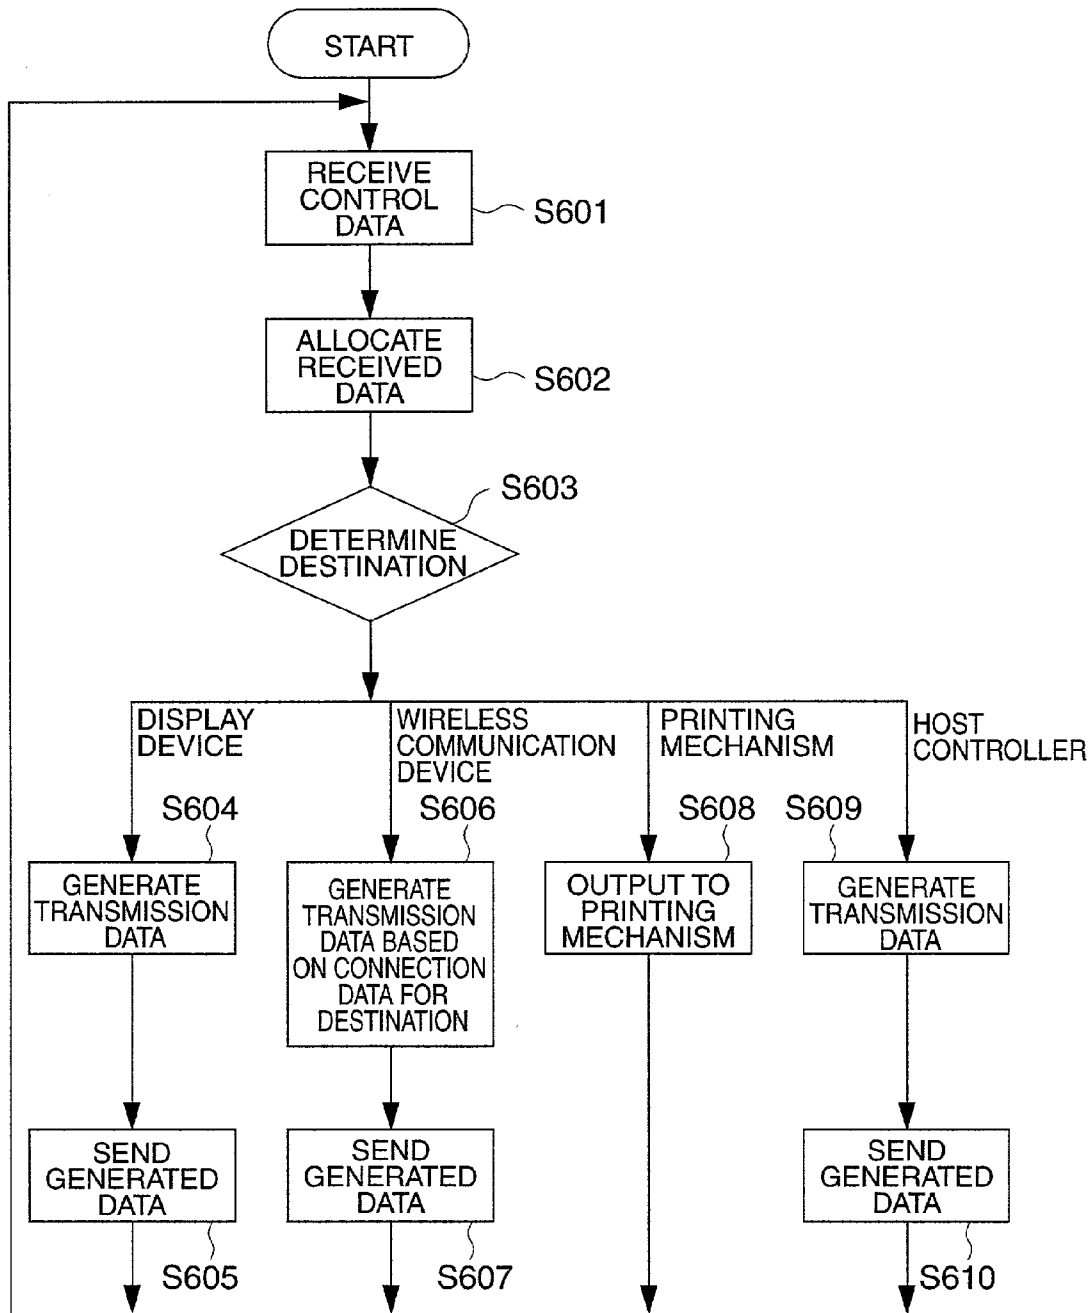 START
RECEIVE
CONTROL
DATA
S601
ALLOCATE
RECEIVED
DATA
S602
S603
DETERMINE
DESTINATION
DISPLAY
DEVICE
WIRELESS
COMMUNICATION
DEVICE
PRINTING
MECHANISM
HOST
CONTROLLER
S604
S606
S608
S609
GENERATE
TRANSMISSION
DATA
GENERATE
TRANSMISSION
DATA BASED
ON CONNECTION
DATA FOR
DESTINATION
OUTPUT TO
PRINTING
MECHANISM
GENERATE
TRANSMISSION
DATA
SEND
GENERATED
DATA
SEND
GENERATED
DATA
SEND
GENERATED
DATA
S605
S607
S610